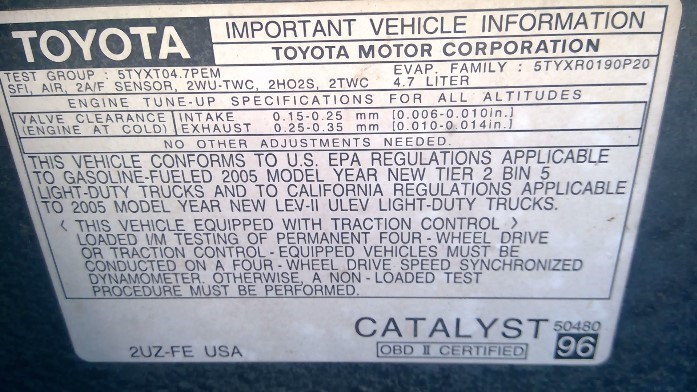 TOYOTA
IMPORTANT VEHICLE INFORMATION
TOYOTA MOTOR CORPORATION
TEST GROUP : 5TYXT04.7PEM EVAP. FAMILY : 5TYXR0190P20
SFI, AIR, 2A/F SENSOR, 2WU-TWC, 2HO2S, 2TWC 4.7 LITER
ENGINE TUNE-UP SPECIFICATIONS FOR ALL ALTITUDES
VALVE CLEARANCE INTAKE 0.15-0.25 mm [0.006-0.010in.]
(ENGINE AT COLD) EXHAUST 0.25-0.35 mm [0.010-0.014in.]
NO OTHER ADJUSTMENTS NEEDED.
THIS VEHICLE CONFORMS TO U.S. EPA REGULATIONS APPLICABLE
TO GASOLINE-FUELED 2005 MODEL YEAR NEW TIER 2 BIN 5
LIGHT-DUTY TRUCKS AND TO CALIFORNIA REGULATIONS APPLICABLE
TO 2005 MODEL YEAR NEW LEV-II ULEV LIGHT-DUTY TRUCKS.
〈 THIS VEHICLE EQUIPPED WITH TRACTION CONTROL 〉
LOADED I/M TESTING OF PERMANENT FOUR-WHEEL DRIVE
OR TRACTION CONTROL-EQUIPPED VEHICLES MUST BE
CONDUCTED ON A FOUR-WHEEL DRIVE SPEED SYNCHRONIZED
DYNAMOMETER. OTHERWISE, A NON-LOADED TEST
PROCEDURE MUST BE PERFORMED.
CATALYST 50480
2UZ-FE USA OBD II CERTIFIED 96